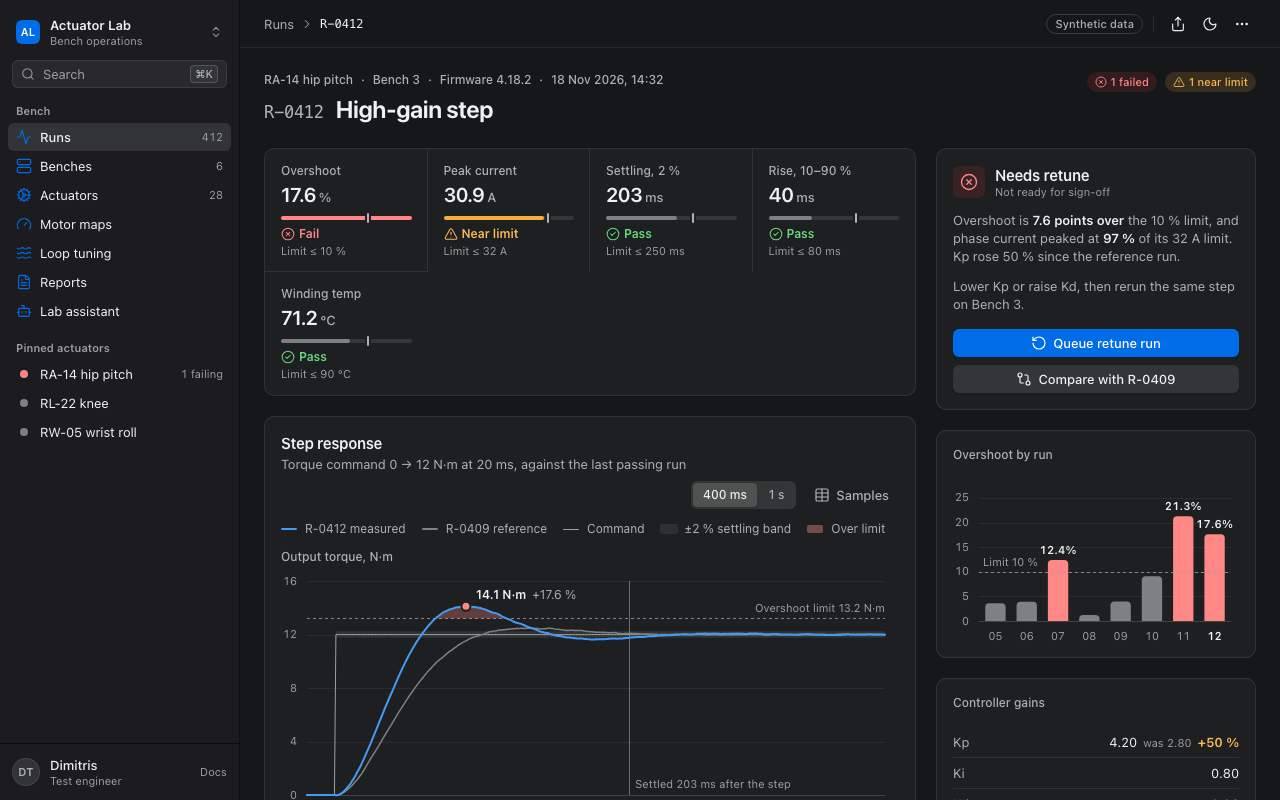 AL
Actuator Lab
Bench operations
Search
⌘K
Bench
Runs 412
Benches 6
Actuators 28
Motor maps
Loop tuning
Reports
Lab assistant
Pinned actuators
RA-14 hip pitch 1 failing
RL-22 knee
RW-05 wrist roll
DT
Dimitris
Test engineer
Docs
Runs > R-0412
Synthetic data
RA-14 hip pitch · Bench 3 · Firmware 4.18.2 · 18 Nov 2026, 14:32
R-0412 High-gain step
1 failed
1 near limit
Overshoot
17.6 %
Fail
Limit ≤ 10 %
Peak current
30.9 A
Near limit
Limit ≤ 32 A
Settling, 2 %
203 ms
Pass
Limit ≤ 250 ms
Rise, 10–90 %
40 ms
Pass
Limit ≤ 80 ms
Winding temp
71.2 °C
Pass
Limit ≤ 90 °C
Step response
Torque command 0 → 12 N·m at 20 ms, against the last passing run
400 ms 1 s
Samples
R-0412 measured R-0409 reference Command ±2 % settling band Over limit
Output torque, N·m
16
14.1 N·m +17.6 %
Overshoot limit 13.2 N·m
12
8
4
Settled 203 ms after the step
0
Needs retune
Not ready for sign-off
Overshoot is 7.6 points over the 10 % limit, and
phase current peaked at 97 % of its 32 A limit.
Kp rose 50 % since the reference run.
Lower Kp or raise Kd, then rerun the same step
on Bench 3.
Queue retune run
Compare with R-0409
Overshoot by run
25
21.3%
20
17.6%
15
12.4%
Limit 10 %
10
5
0
05 06 07 08 09 10 11 12
Controller gains
Kp 4.20 was 2.80 +50 %
Ki 0.80